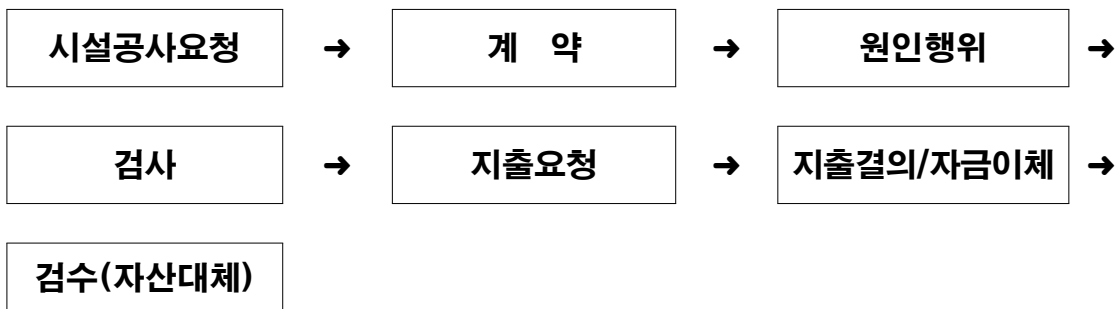 시설공사요청 ➜ 계 약 ➜ 원인행위 ➜
검사 ➜ 지출요청 ➜ 지출결의/자금이체 ➜
검수(자산대체)